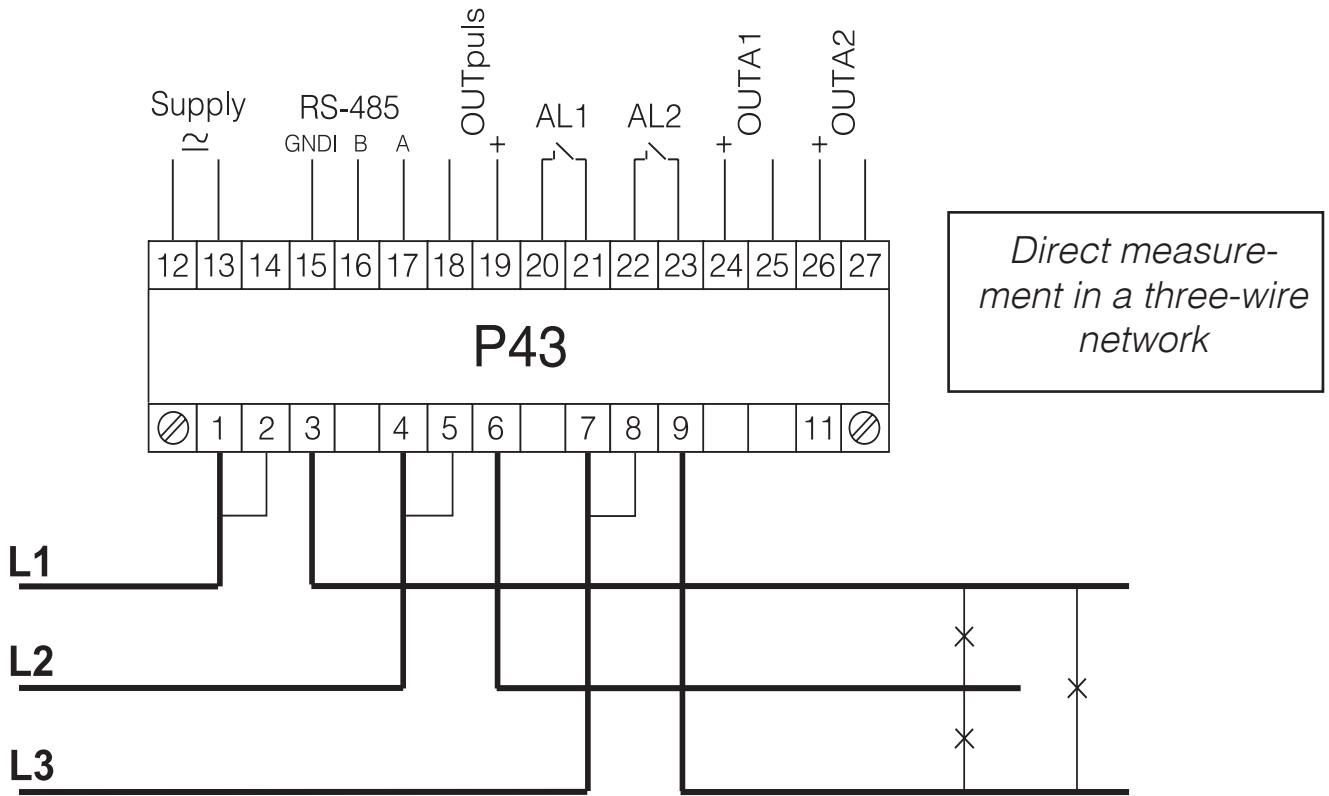 OUTpuls
OUTA1
OUTA2
Supply
RS-485
AL1
AL2
GNDI B A
+ + +
12 13 14 15 16 17 18 19 20 21 22 23 24 25 26 27
Direct measure-
ment in a three-wire
network
P43
1 2 3 4 5 6 7 8 9 11
L1
L2
L3